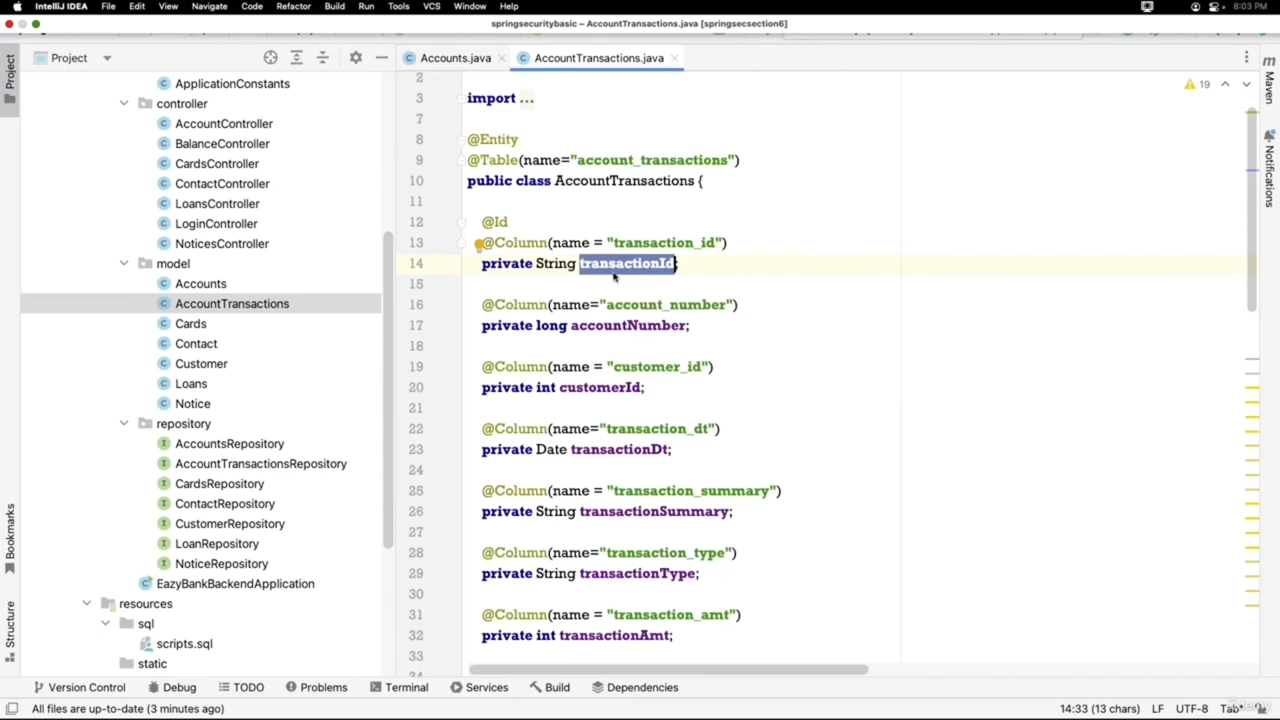 IntelliJ IDEA File Edit View Navigate Code Refactor Build Run Tools VCS Window Help 8:03 PM
springsecuritybasic – AccountTransactions.java [springsecsection6]
Project
Project
Accounts.java
AccountTransactions.java
Maven
Notifications
ApplicationConstants
controller
AccountController
BalanceController
CardsController
ContactController
LoansController
LoginController
NoticesController
model
Accounts
AccountTransactions
Cards
Contact
Customer
Loans
Notice
repository
AccountsRepository
AccountTransactionsRepository
CardsRepository
ContactRepository
CustomerRepository
LoanRepository
NoticeRepository
EazyBankBackendApplication
resources
sql
scripts.sql
static
Bookmarks
Structure
19
2
3 import ...
7
8 @Entity
9 @Table(name="account_transactions")
10 public class AccountTransactions {
11
12 @Id
13 @Column(name = "transaction_id")
14 private String transactionId;
15
16 @Column(name="account_number")
17 private long accountNumber;
18
19 @Column(name = "customer_id")
20 private int customerId;
21
22 @Column(name="transaction_dt")
23 private Date transactionDt;
24
25 @Column(name = "transaction_summary")
26 private String transactionSummary;
27
28 @Column(name="transaction_type")
29 private String transactionType;
30
31 @Column(name = "transaction_amt")
32 private int transactionAmt;
33
Version Control Debug TODO Problems Terminal Services Build Dependencies
All files are up-to-date (3 minutes ago) 14:33 (13 chars) LF UTF-8 Tab*